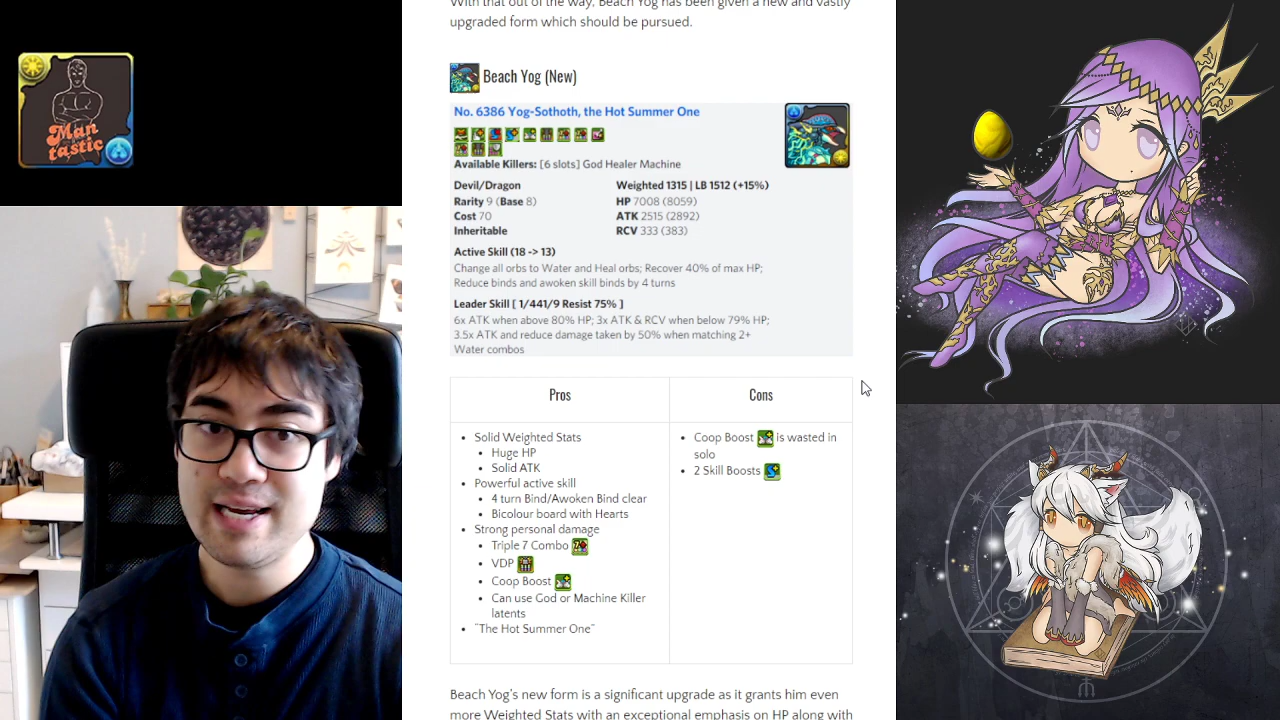 Man
tastic
With that out of the way, Beach Yog has been given a new and vastly
upgraded form which should be pursued.
Beach Yog (New)
No. 6386 Yog-Sothoth, the Hot Summer One
Available Killers: [6 slots] God Healer Machine
Devil/Dragon
Rarity 9 (Base 8)
Cost 70
Inheritable
Weighted 1315 | LB 1512 (+15%)
HP 7008 (8059)
ATK 2515 (2892)
RCV 333 (383)
Active Skill (18 -> 13)
Change all orbs to Water and Heal orbs; Recover 40% of max HP;
Reduce binds and awoken skill binds by 4 turns
Leader Skill [ 1/441/9 Resist 75% ]
6x ATK when above 80% HP; 3x ATK & RCV when below 79% HP;
3.5x ATK and reduce damage taken by 50% when matching 2+
Water combos
Pros
Solid Weighted Stats
Huge HP
Solid ATK
Powerful active skill
4 turn Bind/Awoken Bind clear
Bicolour board with Hearts
Strong personal damage
Triple 7 Combo
VDP
Coop Boost
Can use God or Machine Killer
latents
"The Hot Summer One"
Cons
Coop Boost is wasted in
solo
2 Skill Boosts
Beach Yog's new form is a significant upgrade as it grants him even
more Weighted Stats with an exceptional emphasis on HP along with